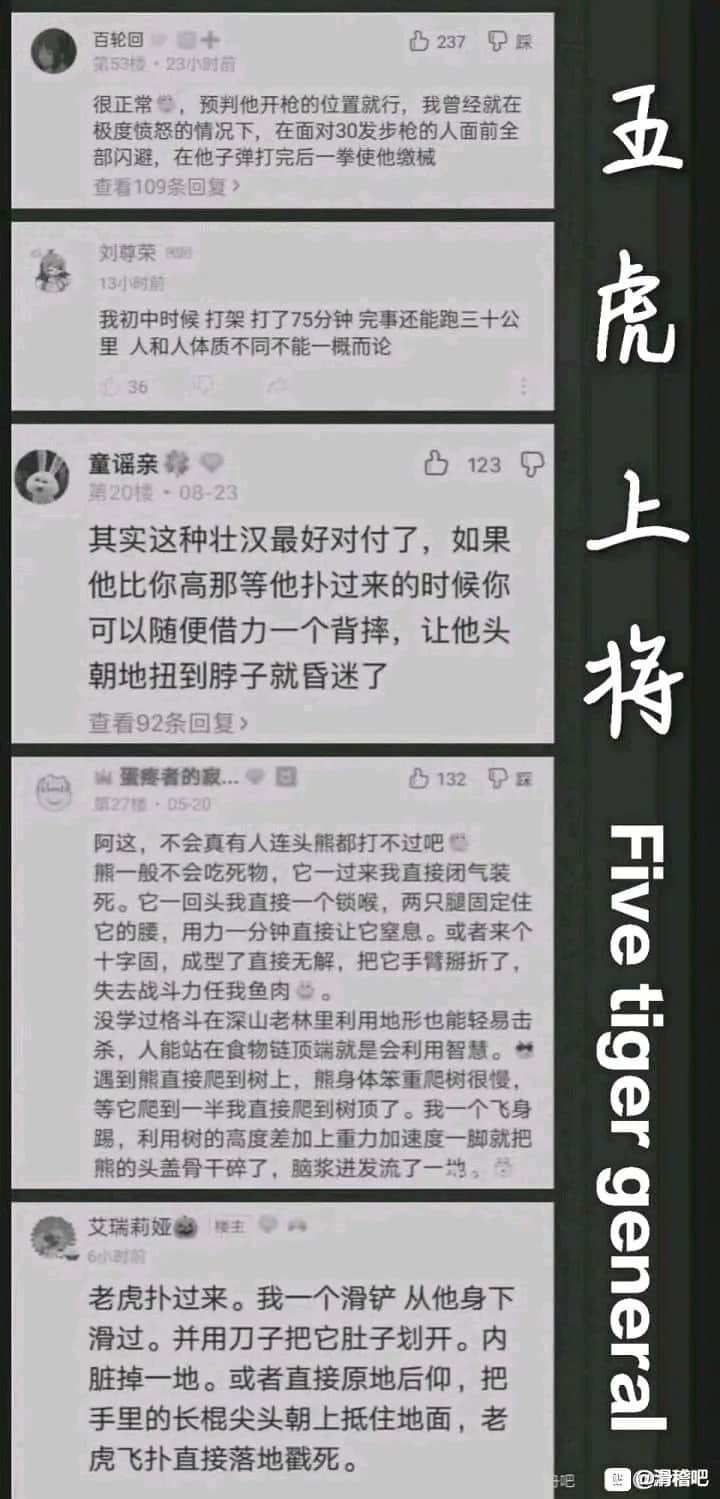 百轮回
237
踩
第53楼・23小时前
很正常，预判他开枪的位置就行，我曾经就在
极度愤怒的情况下，在面对30发步枪的人面前全
部闪避，在他子弹打完后一拳使他缴械
查看109条回复>
刘尊荣
13小时前
我初中时候 打架 打了75分钟 完事还能跑三十公
里 人和人体质不同不能一概而论
36
童谣亲
123
第20楼・08-23
其实这种壮汉最好对付了，如果
他比你高那等他扑过来的时候你
可以随便借力一个背摔，让他头
朝地扭到脖子就昏迷了
查看92条回复>
蛋疼者的寂...
132
踩
第27楼・05-20
阿这，不会真有人连头熊都打不过吧
熊一般不会吃死物，它一过来我直接闭气装
死。它一回头我直接一个锁喉，两只腿固定住
它的腰，用力一分钟直接让它窒息。或者来个
十字固，成型了直接无解，把它手臂掰折了，
失去战斗力任我鱼肉。
没学过格斗在深山老林里利用地形也能轻易击
杀，人能站在食物链顶端就是会利用智慧。
遇到熊直接爬到树上，熊身体笨重爬树很慢，
等它爬到一半我直接爬到树顶了。我一个飞身
踢，利用树的高度差加上重力加速度一脚就把
熊的头盖骨干碎了，脑浆迸发流了一地。
艾瑞莉娅
楼主
6小时前
老虎扑过来。我一个滑铲 从他身下
滑过。并用刀子把它肚子划开。内
脏掉一地。或者直接原地后仰，把
手里的长棍尖头朝上抵住地面，老
虎飞扑直接落地戳死。
五虎上将
Five tiger general
@滑稽吧